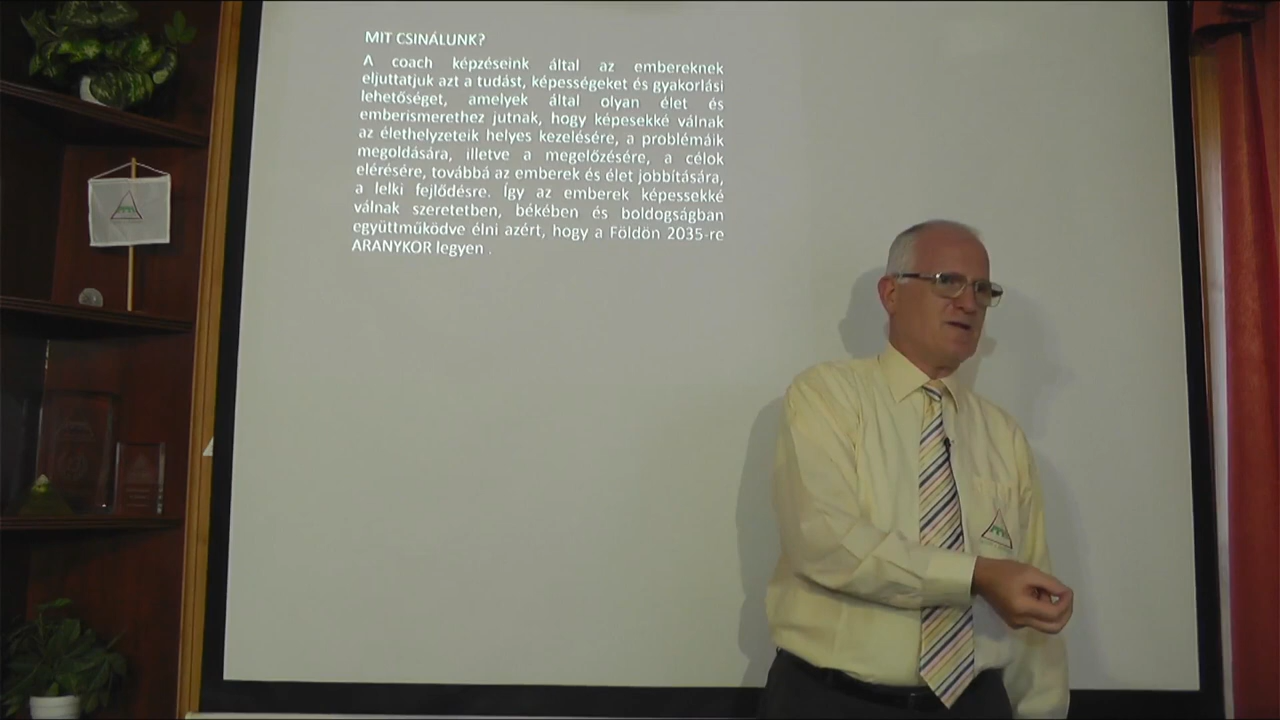 MIT CSINÁLUNK?
A coach képzéseink által az embereknek
eljuttatjuk azt a tudást, képességeket és gyakorlási
lehetőséget, amelyek által olyan élet és
emberismerethez jutnak, hogy képesekké válnak
az élethelyzeteik helyes kezelésére, a problémáik
megoldására, illetve a megelőzésére, a célok
elérésére, továbbá az emberek és élet jobbítására,
a lelki fejlődésre. Így az emberek képessekké
válnak szeretetben, békében és boldogságban
együttműködve élni azért, hogy a Földön 2035-re
ARANYKOR legyen .